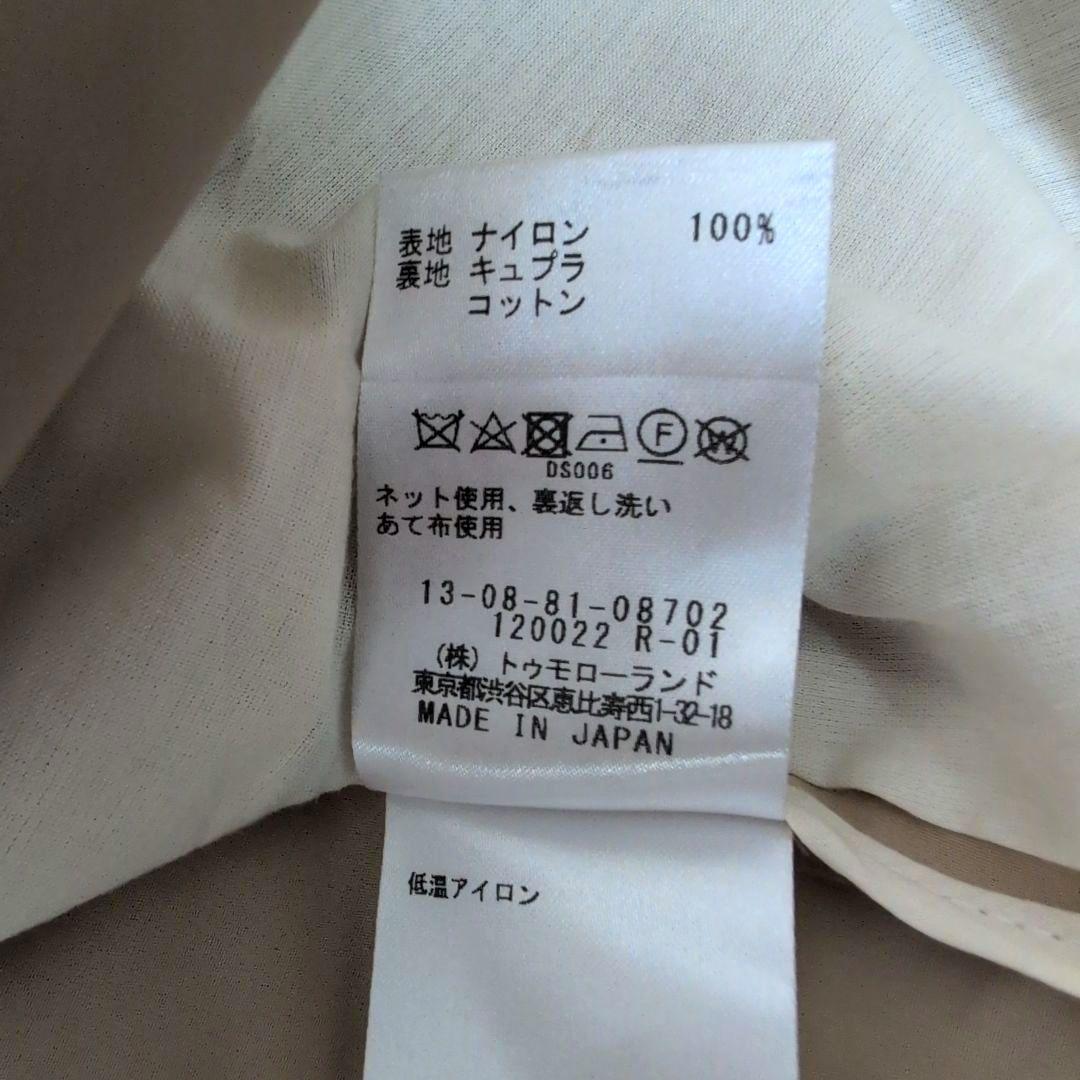 表地 ナイロン 100%
裏地 キュプラ
コットン
F W
DS006
ネット使用、裏返し洗い
あて布使用
13-08-81-08702
120022 R-01
(株) トゥモローランド
東京都渋谷区恵比寿西1-32-18
MADE IN JAPAN
低温アイロン